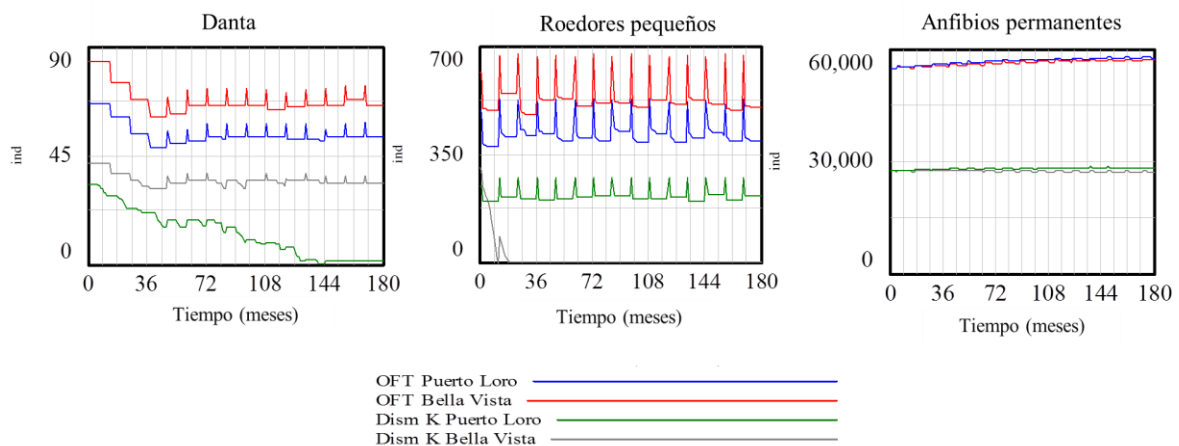 Danta
90
45
0
ind
0 36 72 108 144 180
Tiempo (meses)
Roedores pequeños
700
350
0
ind
0 36 72 108 144 180
Tiempo (meses)
Anfibios permanentes
60,000
30,000
0
ind
0 36 72 108 144 180
Tiempo (meses)
OFT Puerto Loro
OFT Bella Vista
Dism K Puerto Loro
Dism K Bella Vista